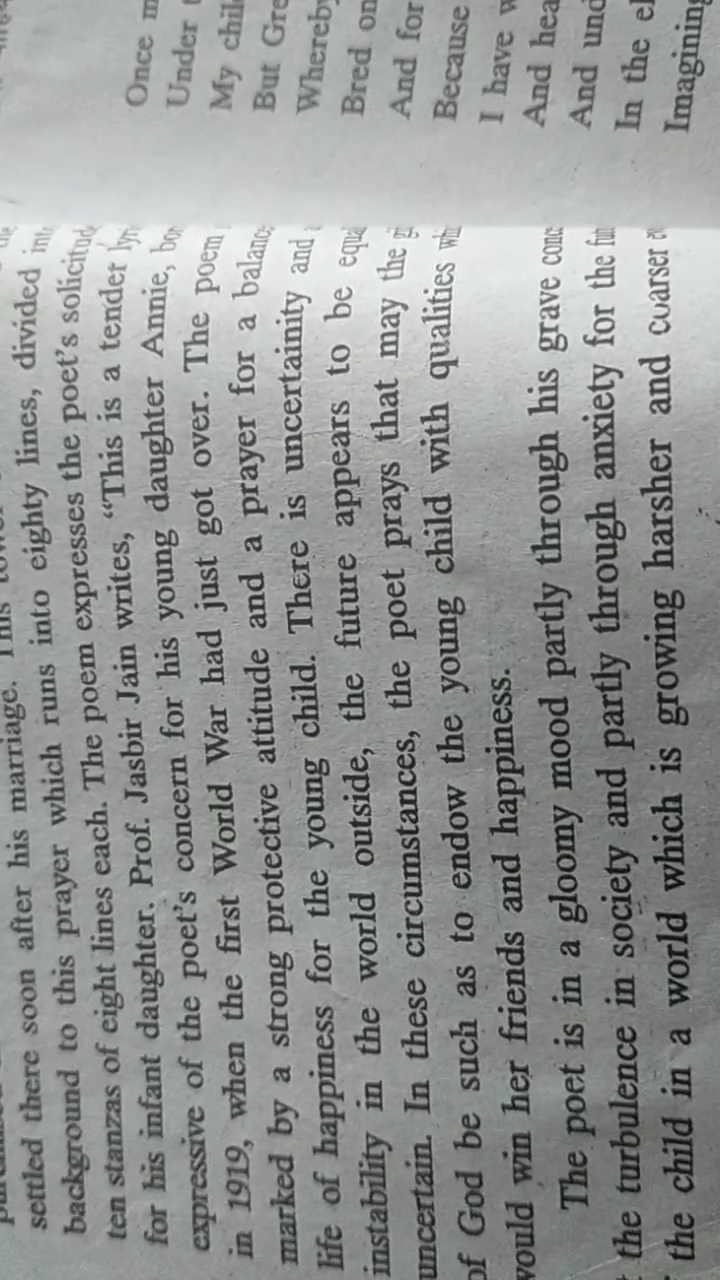 settled there soon after his marriage. This
background to this prayer which runs into eighty lines, divided
ten stanzas of eight lines each. The poem expresses the poet's
for his infant daughter. Prof. Jasbir Jain writes, "This is a tender
expressive of the poet's concern for his young daughter Annie,
in 1919, when the first World War had just got over. The poem
marked by a strong protective attitude and a prayer for a
life of happiness for the young child. There is uncertainity and
instability in the world outside, the future appears to be
uncertain. In these circumstances, the poet prays that may the
of God be such as to endow the young child with qualities
would win her friends and happiness.
The poet is in a gloomy mood partly through his grave
the turbulence in society and partly through anxiety for the
the child in a world which is growing harsher and coarser
Once
Under
My
But
Whereby
Bred on
And for
Because
I have
And
And
In the
Imagining